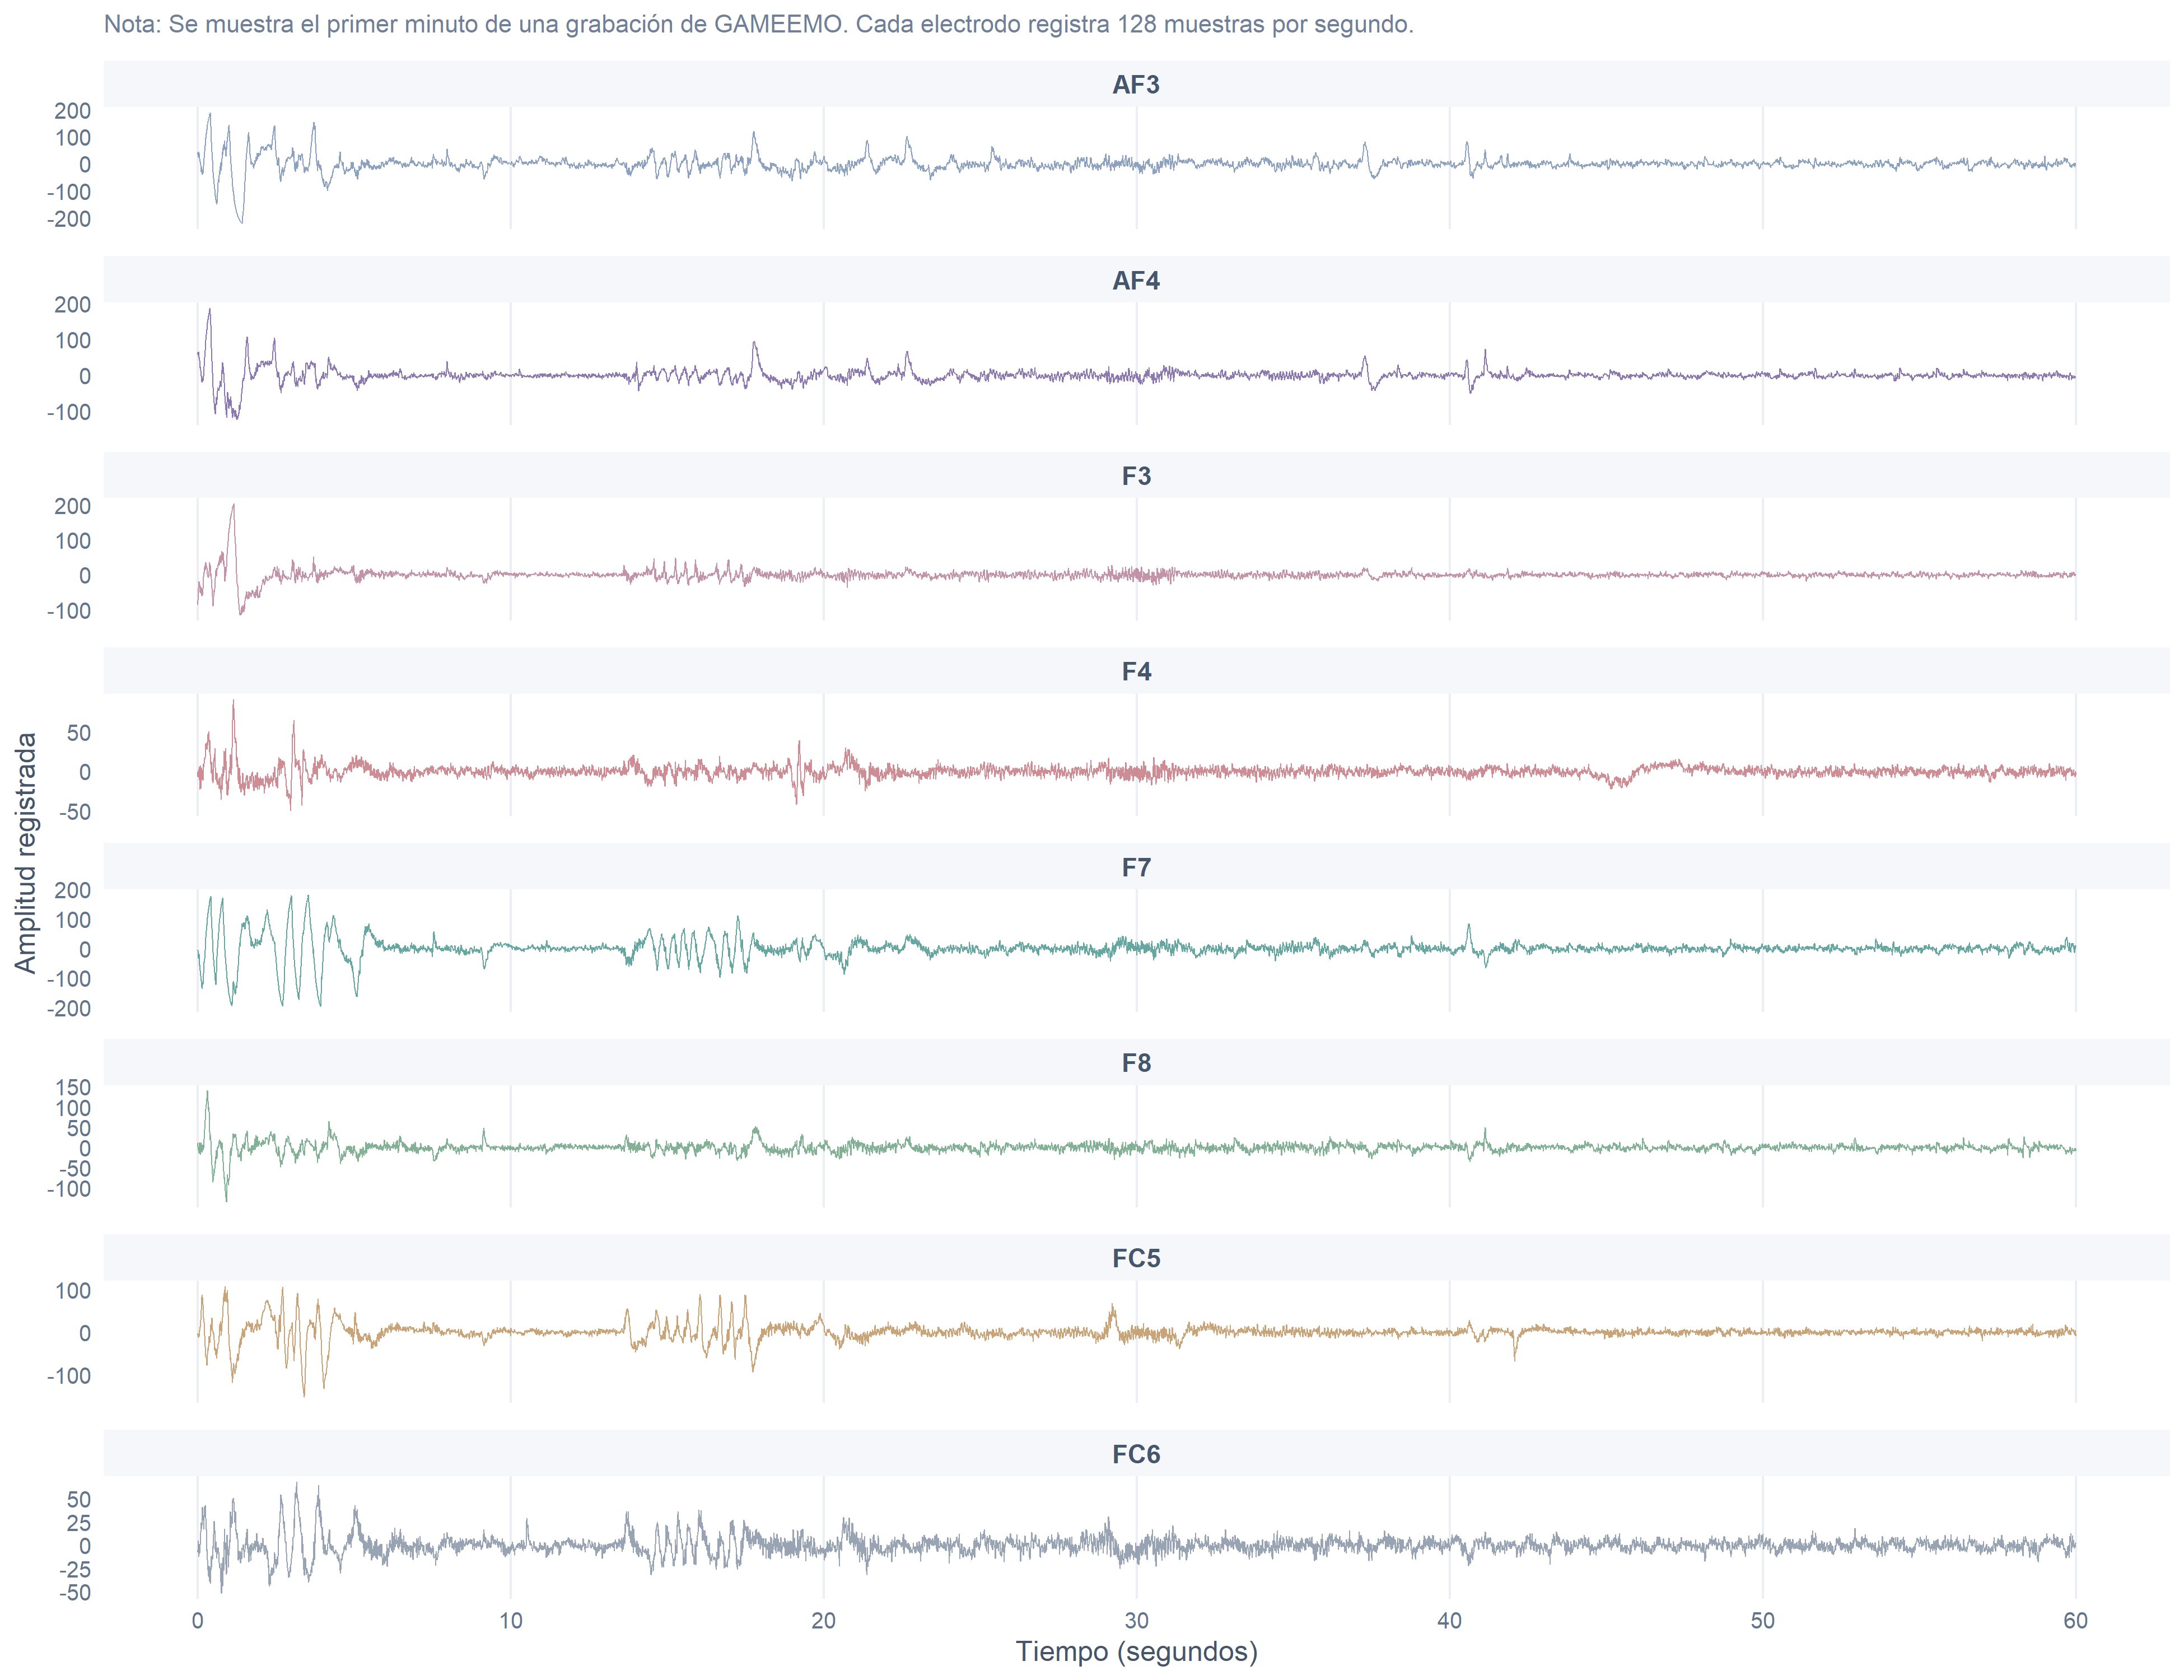 Nota: Se muestra el primer minuto de una grabación de GAMEEMO. Cada electrodo registra 128 muestras por segundo.
AF3
200
100
0
-100
-200
AF4
200
100
0
-100
F3
200
100
0
-100
F4
50
0
-50
Amplitud registrada
F7
200
100
0
-100
-200
F8
150
100
50
0
-50
-100
FC5
100
0
-100
FC6
50
25
0
-25
-50
0 10 20 30 40 50 60
Tiempo (segundos)